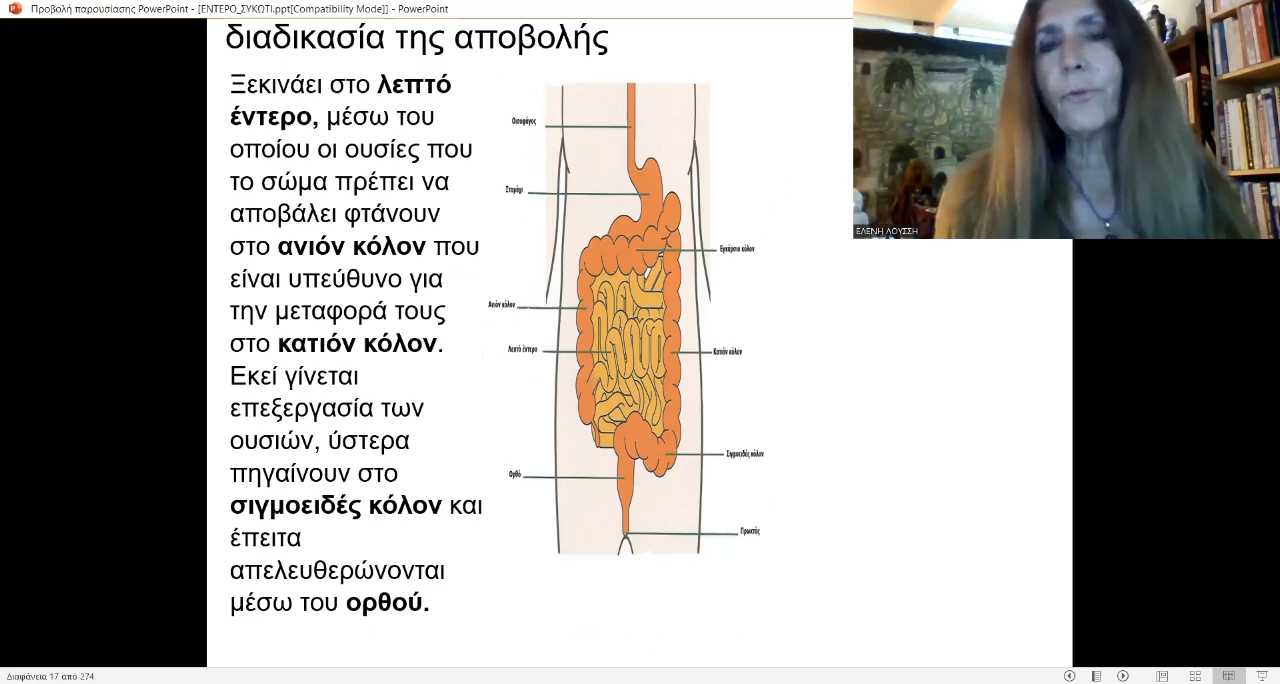 Προβολή παρουσίασης PowerPoint - [ΕΝΤΕΡΟ_ΣΥΚΩΤΙ.ppt[Compatibility Mode]] - PowerPoint
διαδικασία της αποβολής
Ξεκινάει στο λεπτό
έντερο, μέσω του
οποίου οι ουσίες που
το σώμα πρέπει να
αποβάλει φτάνουν
στο ανιόν κόλον που
είναι υπεύθυνο για
την μεταφορά τους
στο κατιόν κόλον.
Εκεί γίνεται
επεξεργασία των
ουσιών, ύστερα
πηγαίνουν στο
σιγμοειδές κόλον και
έπειτα
απελευθερώνονται
μέσω του ορθού.
Οισοφάγος
Στομάχι
Εγκάρσιο κόλον
Ανιόν κόλον
Λεπτό έντερο
Κατιόν κόλον
Σιγμοειδές κόλον
Ορθό
Πρωκτός
ΕΛΕΝΗ ΛΟΥΣΣΗ
Διαφάνεια 17 από 274